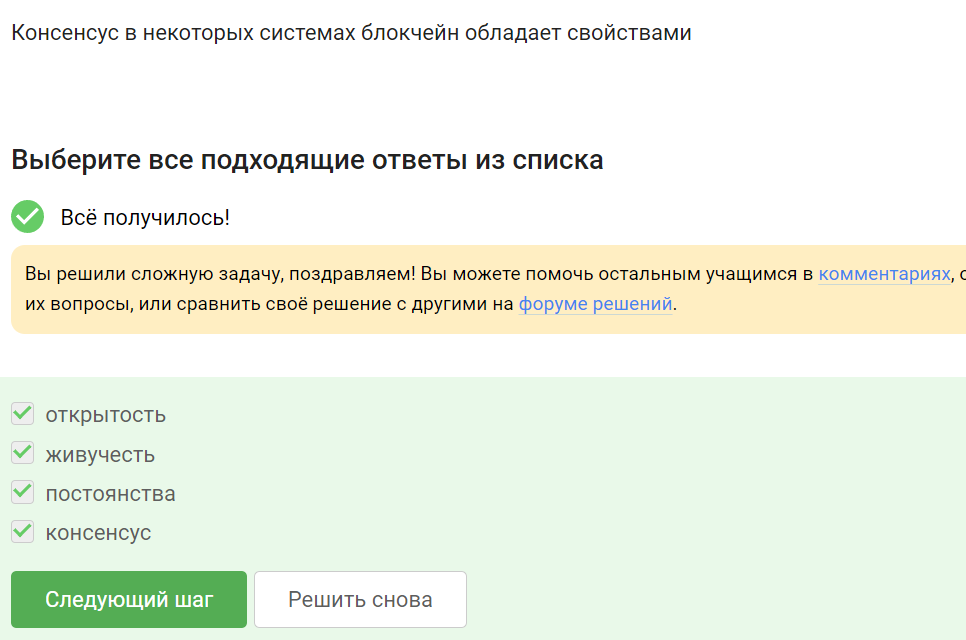 Консенсус в некоторых системах блокчейн обладает свойствами
Выберите все подходящие ответы из списка
Всё получилось!
Вы решили сложную задачу, поздравляем! Вы можете помочь остальным учащимся в комментариях,
их вопросы, или сравнить своё решение с другими на форуме решений.
открытость
живучесть
постоянства
консенсус
Следующий шаг
Решить снова